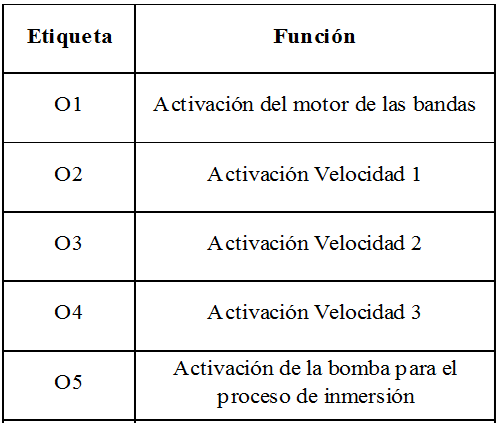 Etiqueta Función
O1 Activación del motor de las bandas
O2 Activación Velocidad 1
O3 Activación Velocidad 2
O4 Activación Velocidad 3
O5 Activación de la bomba para el
proceso de inmersión